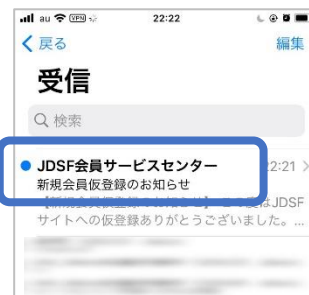 au VPN 22:22
戻る 編集
受信
検索
JDSF会員サービスセンター 22:21
新規会員仮登録のお知らせ
この度はJDSF
サイトへの仮登録ありがとうございました。...